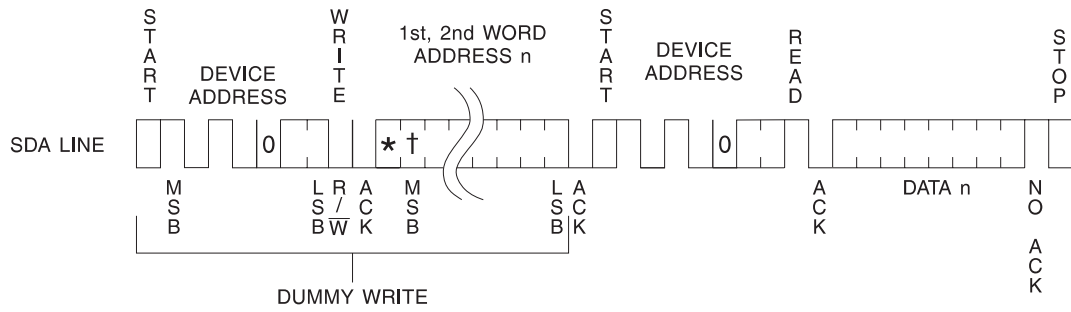 START
WRITE
1st, 2nd WORD
ADDRESS n
START
READ
STOP
DEVICE
ADDRESS
DEVICE
ADDRESS
SDA LINE
0
* †
0
MSB
LSB
R/W̅
ACK
MSB
LSB
ACK
ACK
DATA n
NO ACK
DUMMY WRITE